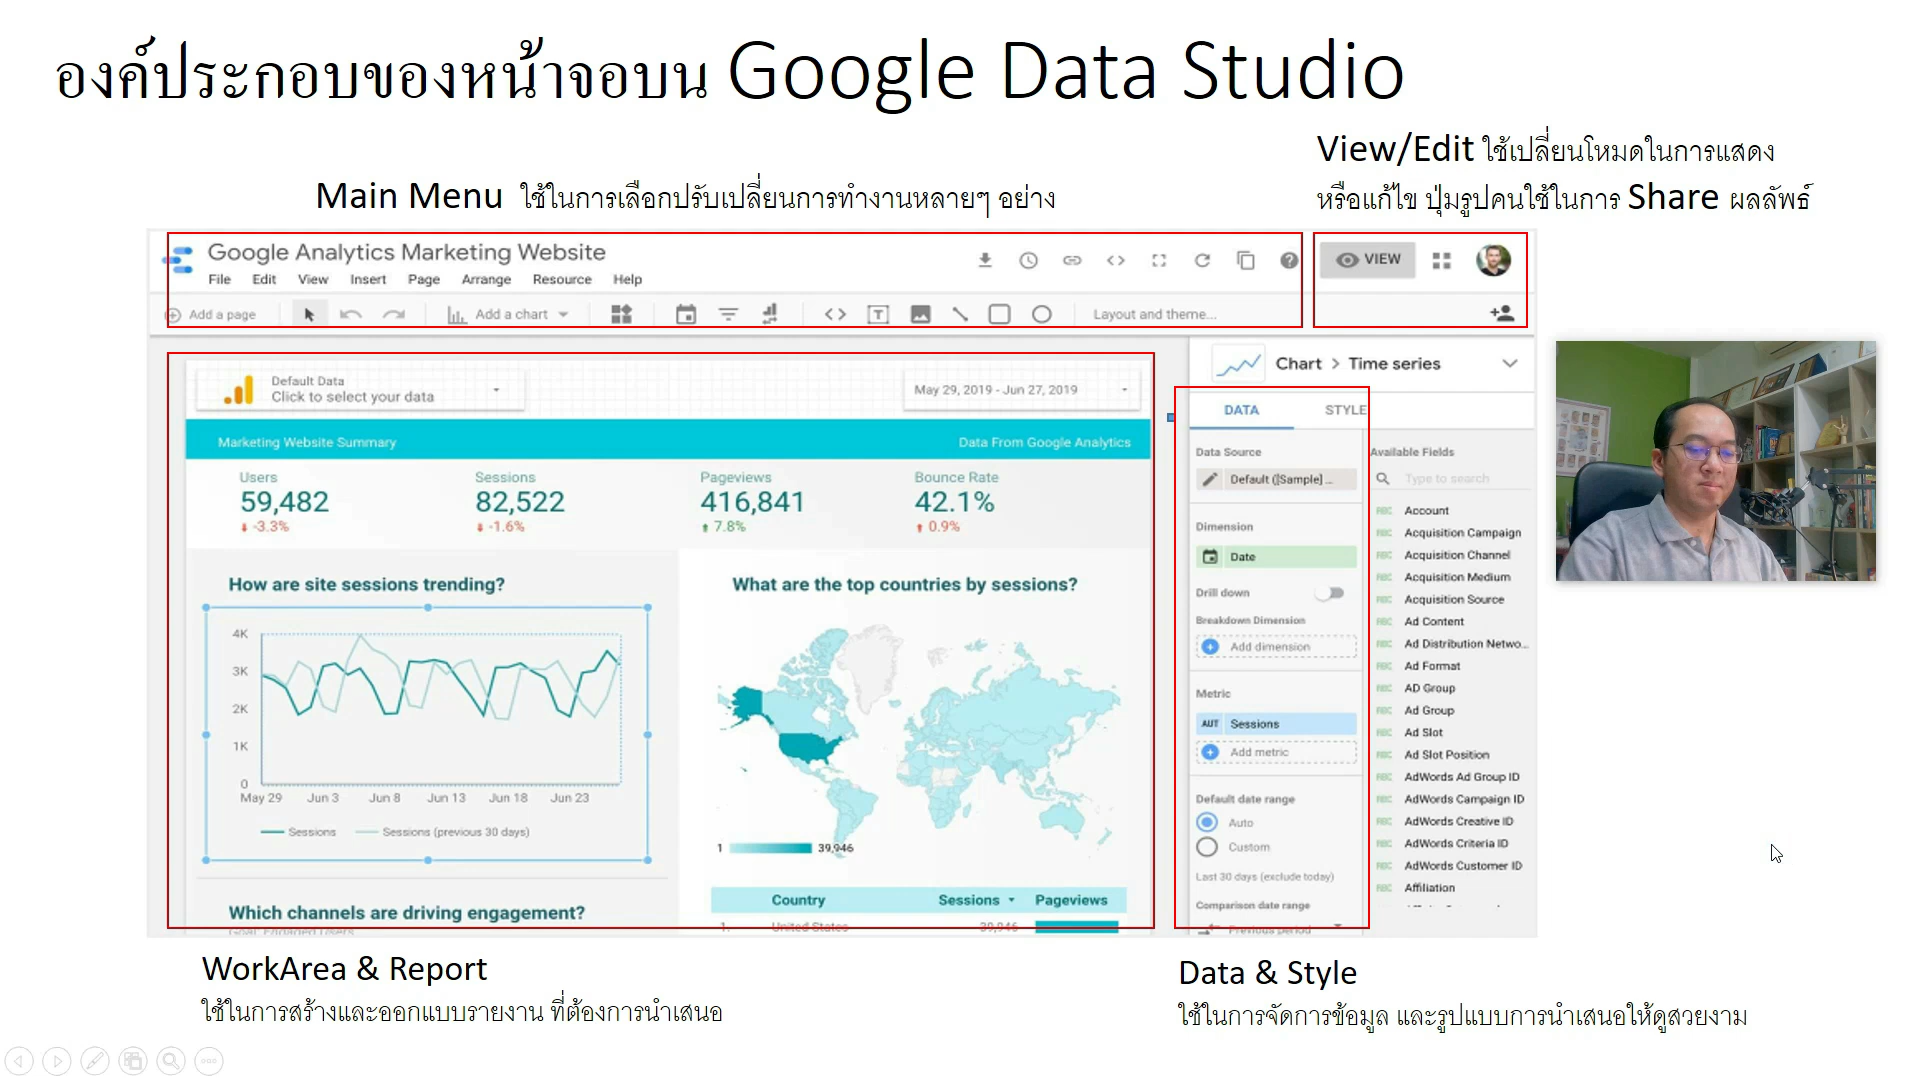 องค์ประกอบของหน้าจอบน Google Data Studio
View/Edit ใช้เปลี่ยนโหมดในการแสดง
หรือแก้ไข ปุ่มรูปคนใช้ในการ Share ผลลัพธ์
Main Menu ใช้ในการเลือกปรับเปลี่ยนการทำงานหลายๆ อย่าง
Google Analytics Marketing Website
File Edit View Insert Page Arrange Resource Help
VIEW
Add a page
Add a chart
Layout and theme...
Default Data
Click to select your data
May 29, 2019 - Jun 27, 2019
Marketing Website Summary
Data From Google Analytics
Users
59,482
-3.3%
Sessions
82,522
-1.6%
Pageviews
416,841
7.8%
Bounce Rate
42.1%
0.9%
How are site sessions trending?
4K
3K
2K
1K
0
May 29 Jun 3 Jun 8 Jun 13 Jun 18 Jun 23
Sessions Sessions (previous 30 days)
Which channels are driving engagement?
What are the top countries by sessions?
1 39,946
Country Sessions Pageviews
1. United States 39,946
Chart > Time series
DATA STYLE
Data Source
Default ([Sample] ...
Dimension
Date
Drill down
Breakdown Dimension
Add dimension
Metric
AUT Sessions
Add metric
Default date range
Auto
Custom
Last 30 days (exclude today)
Comparison date range
Previous period
Available Fields
Type to search
Account
Acquisition Campaign
Acquisition Channel
Acquisition Medium
Acquisition Source
Ad Content
Ad Distribution Netwo...
Ad Format
AD Group
Ad Group
Ad Slot
Ad Slot Position
AdWords Ad Group ID
AdWords Campaign ID
AdWords Creative ID
AdWords Criteria ID
AdWords Customer ID
Affiliation
WorkArea & Report
ใช้ในการสร้างและออกแบบรายงาน ที่ต้องการนำเสนอ
Data & Style
ใช้ในการจัดการข้อมูล และรูปแบบการนำเสนอให้ดูสวยงาม